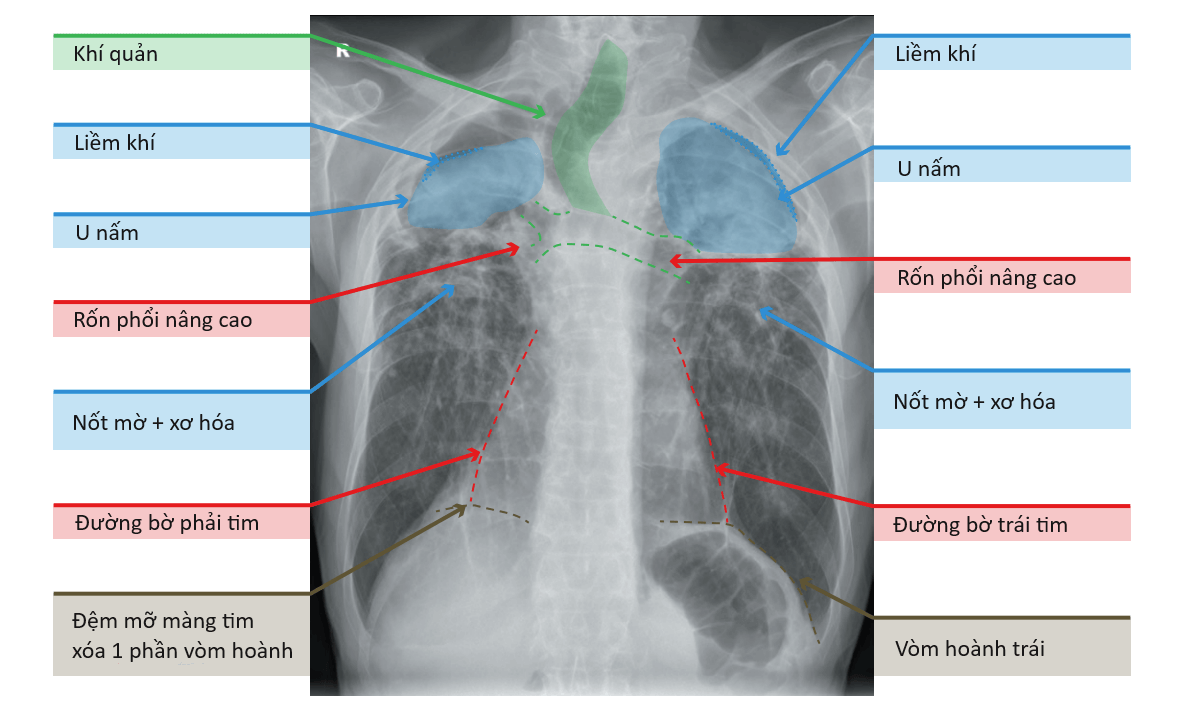 Khí quản
Liềm khí
U nấm
Rốn phổi nâng cao
Nốt mờ + xơ hóa
Đường bờ phải tim
Đệm mỡ màng tim
xóa 1 phần vòm hoành
R
Liềm khí
U nấm
Rốn phổi nâng cao
Nốt mờ + xơ hóa
Đường bờ trái tim
Vòm hoành trái